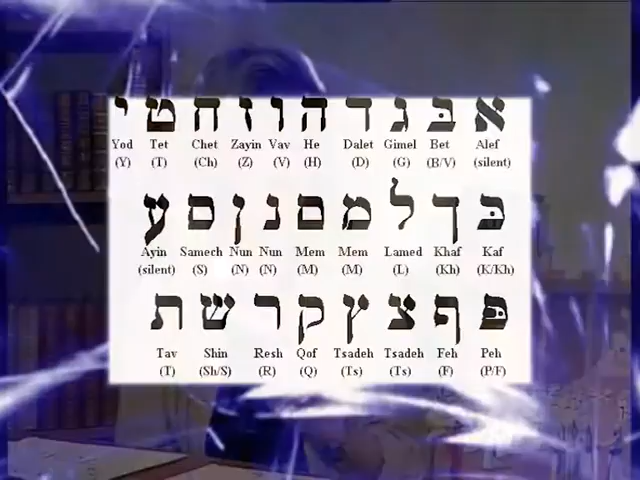 א בּ ג ד ה ו ז ח ט י
Yod Tet Chet Zayin Vav He Dalet Gimel Bet Alef
(Y) (T) (Ch) (Z) (V) (H) (D) (G) (B/V) (silent)
כּ ך ל מ ם נ ן ס ע
Ayin Samech Nun Nun Mem Mem Lamed Khaf Kaf
(silent) (S) (N) (N) (M) (M) (L) (Kh) (K/Kh)
פּ ף צ ץ ק ר ש ת
Tav Shin Resh Qof Tsadeh Tsadeh Feh Peh
(T) (Sh/S) (R) (Q) (Ts) (Ts) (F) (P/F)